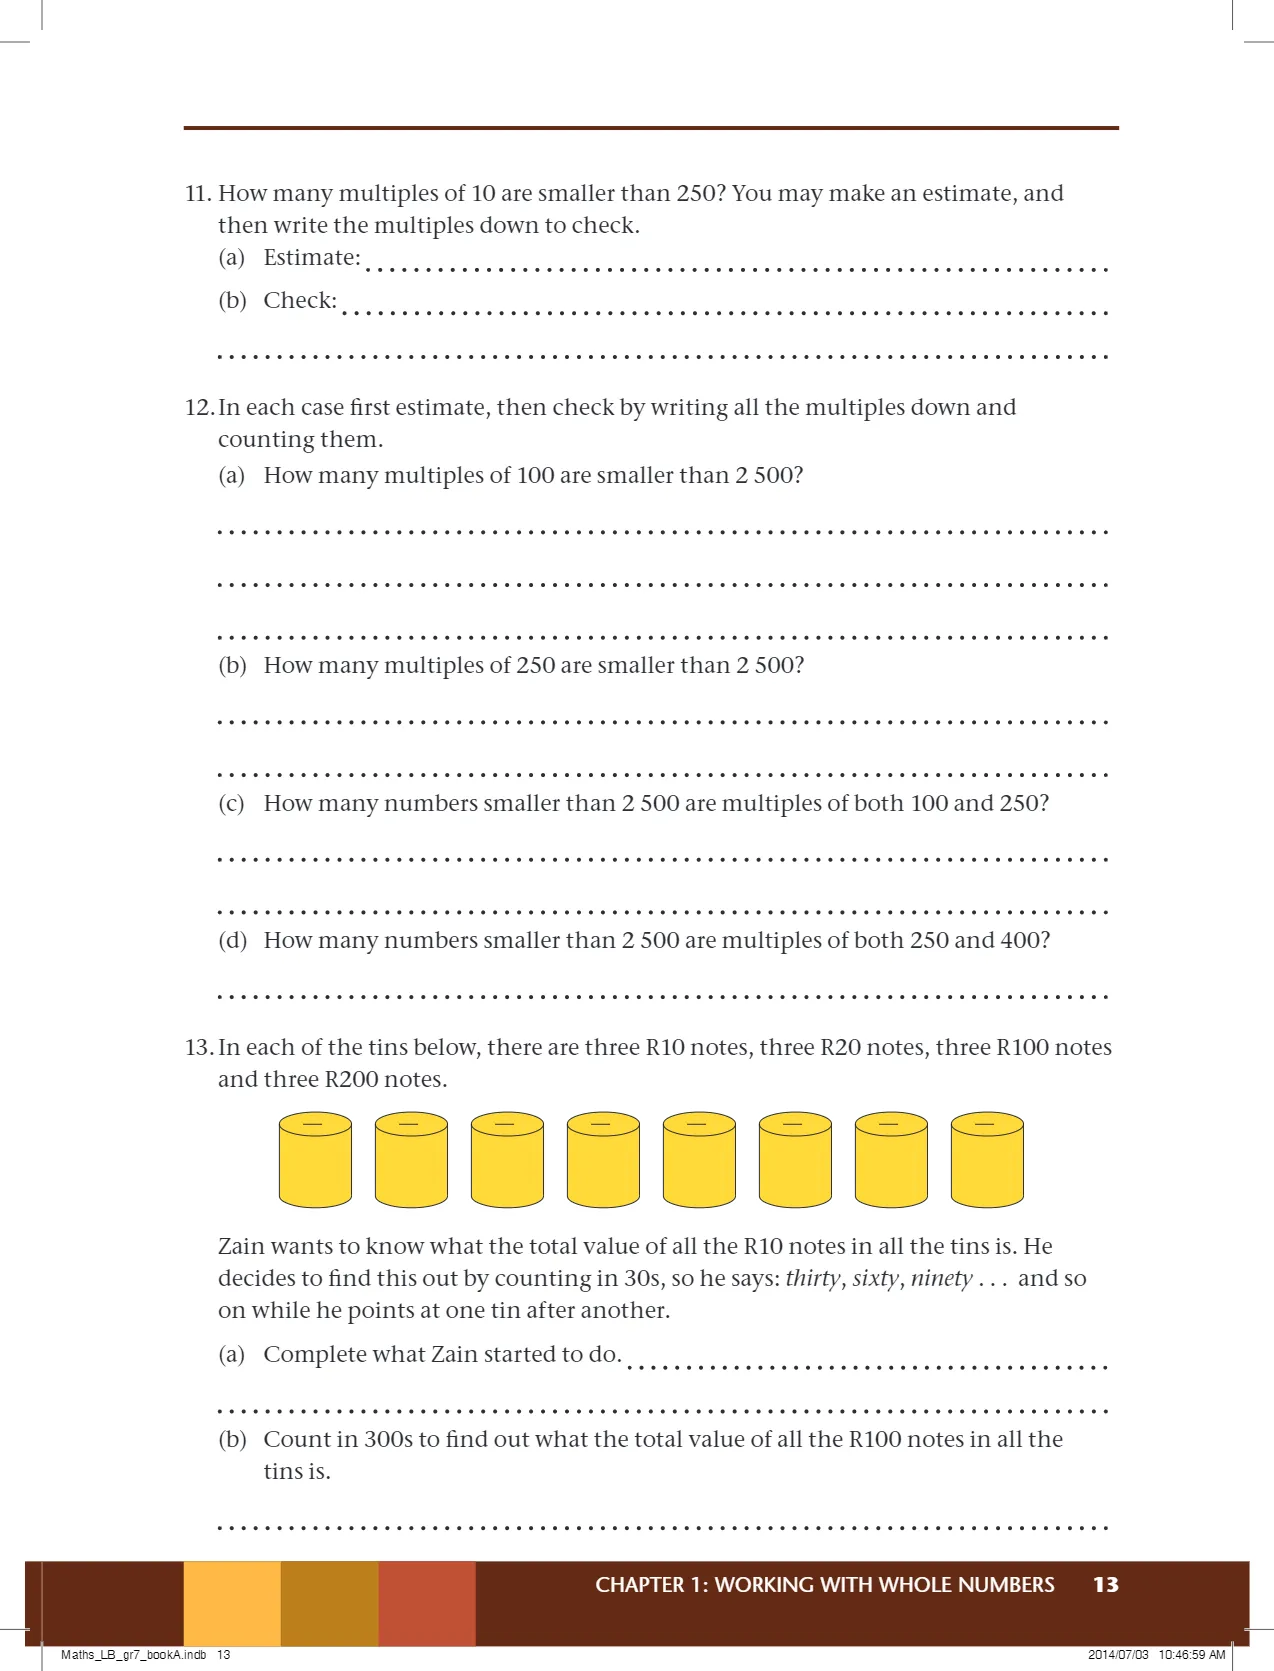 11. How many multiples of 10 are smaller than 250? You may make an estimate, and
then write the multiples down to check.
(a) Estimate:
(b) Check:
12. In each case first estimate, then check by writing all the multiples down and
counting them.
(a) How many multiples of 100 are smaller than 2 500?
(b) How many multiples of 250 are smaller than 2 500?
(c) How many numbers smaller than 2 500 are multiples of both 100 and 250?
(d) How many numbers smaller than 2 500 are multiples of both 250 and 400?
13. In each of the tins below, there are three R10 notes, three R20 notes, three R100 notes
and three R200 notes.
Zain wants to know what the total value of all the R10 notes in all the tins is. He
decides to find this out by counting in 30s, so he says: thirty, sixty, ninety . . . and so
on while he points at one tin after another.
(a) Complete what Zain started to do.
(b) Count in 300s to find out what the total value of all the R100 notes in all the
tins is.
CHAPTER 1: WORKING WITH WHOLE NUMBERS 13
Maths_LB_gr7_bookA.indb 13 2014/07/03 10:46:59 AM